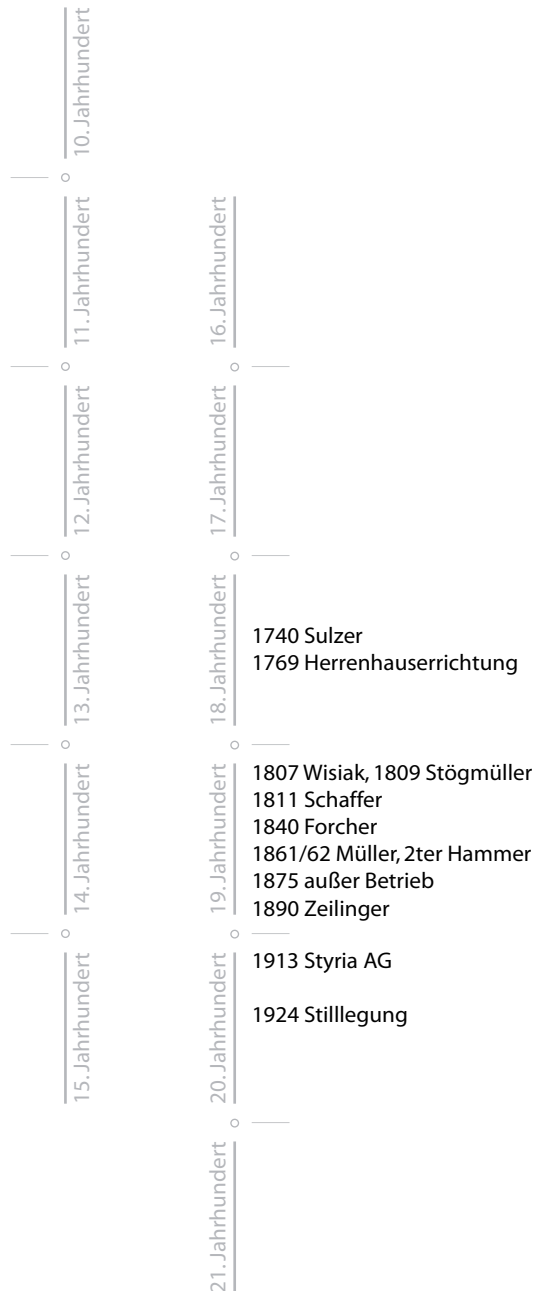 10. Jahrhundert
11. Jahrhundert
12. Jahrhundert
13. Jahrhundert
14. Jahrhundert
15. Jahrhundert
16. Jahrhundert
17. Jahrhundert
18. Jahrhundert
1740 Sulzer
1769 Herrenhauserrichtung
19. Jahrhundert
1807 Wisiak, 1809 Stögmüller
1811 Schaffer
1840 Forcher
1861/62 Müller, 2ter Hammer
1875 außer Betrieb
1890 Zeilinger
20. Jahrhundert
1913 Styria AG
1924 Stilllegung
21. Jahrhundert